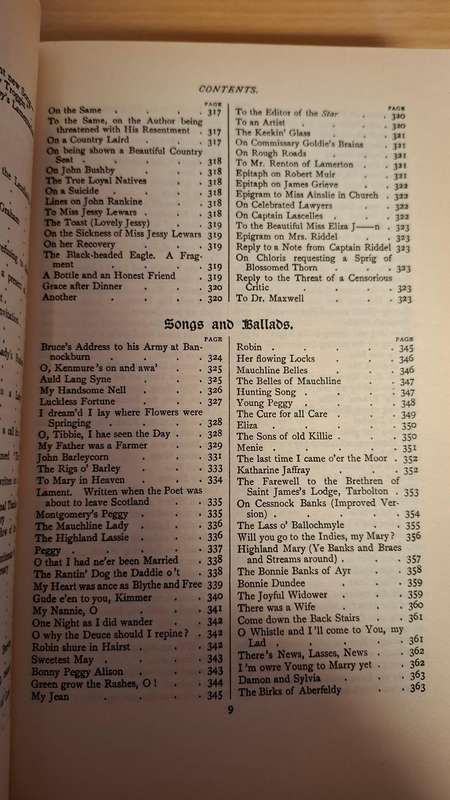 CONTENTS.
PAGE
On the Same . . . . 317
To the Same, on the Author being
threatened with His Resentment . 317
On a Country Laird . . . 317
On being shown a Beautiful Country
Seat . . . . . 318
On John Bushby . . . 318
The True Loyal Natives . . 318
On a Suicide . . . . 318
Lines on John Rankine . . 318
To Miss Jessy Lewars . . . 318
The Toast (Lovely Jessy) . . 319
On the Sickness of Miss Jessy Lewars 319
On her Recovery . . . 319
The Black-headed Eagle. A Frag-
ment . . . . . 319
A Bottle and an Honest Friend . 319
Grace after Dinner . . . 320
Another . . . . . 320
PAGE
To the Editor of the Star . . 320
To an Artist . . . . 320
The Keekin' Glass . . . 321
On Commissary Goldie's Brains . 321
On Rough Roads . . . 321
To Mr. Renton of Lamerton . . 321
Epitaph on Robert Muir . . 321
Epitaph on James Grieve . . 322
Epigram to Miss Ainslie in Church . 322
On Celebrated Lawyers . . 322
On Captain Lascelles . . . 322
To the Beautiful Miss Eliza J——n . 323
Epigram on Mrs. Riddel . . 323
Reply to a Note from Captain Riddel 323
On Chloris requesting a Sprig of
Blossomed Thorn . . . 323
Reply to the Threat of a Censorious
Critic . . . . . 323
To Dr. Maxwell . . . . 323
Songs and Ballads.
PAGE
Bruce's Address to his Army at Ban-
nockburn . . . . 324
O, Kenmure's on and awa' . . 325
Auld Lang Syne . . . . 325
My Handsome Nell . . . 326
Luckless Fortune . . . 327
I dream'd I lay where Flowers were
Springing . . . . 328
O, Tibbie, I hae seen the Day . . 328
My Father was a Farmer . . 329
John Barleycorn . . . 331
The Rigs o' Barley . . . 333
To Mary in Heaven . . . 334
Lament. Written when the Poet was
about to leave Scotland . . 335
Montgomery's Peggy . . . 335
The Mauchline Lady . . . 336
The Highland Lassie . . . 336
Peggy . . . . . 337
O that I had ne'er been Married . 338
The Rantin' Dog the Daddie o't . 338
My Heart was ance as Blythe and Free 339
Gude e'en to you, Kimmer . . 340
My Nannie, O . . . . 341
One Night as I did wander . . 342
O why the Deuce should I repine? . 342
Robin shure in Hairst . . . 342
Sweetest May . . . . 343
Bonny Peggy Alison . . . 343
Green grow the Rashes, O! . . 344
My Jean . . . . . 345
PAGE
Robin . . . . . 345
Her flowing Locks . . . 346
Mauchline Belles . . . 346
The Belles of Mauchline . . 347
Hunting Song . . . . 347
Young Peggy . . . . 348
The Cure for all Care . . . 349
Eliza . . . . . 350
The Sons of old Killie . . . 350
Menie . . . . . 351
The last time I came o'er the Moor . 352
Katharine Jaffray . . . 352
The Farewell to the Brethren of
Saint James's Lodge, Tarbolton . 353
On Cessnock Banks (Improved Ver-
sion) . . . . . 354
The Lass o' Ballochmyle . . 355
Will you go to the Indies, my Mary? 356
Highland Mary (Ye Banks and Braes
and Streams around) . . . 357
The Bonnie Banks of Ayr . . 358
Bonnie Dundee . . . . 359
The Joyful Widower . . . 359
There was a Wife . . . 360
Come down the Back Stairs . . 361
O Whistle and I'll come to You, my
Lad . . . . . 361
There's News, Lasses, News . . 362
I'm owre Young to Marry yet . . 362
Damon and Sylvia . . . 363
The Birks of Aberfeldy . . 363
9